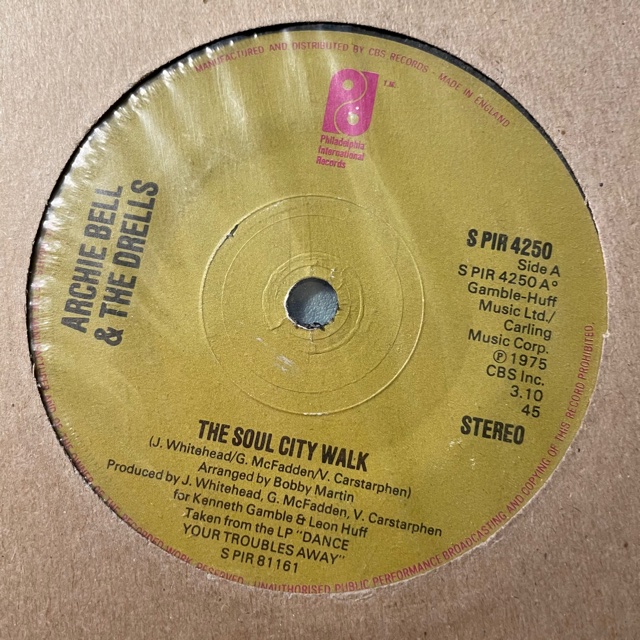 MANUFACTURED AND DISTRIBUTED BY CBS RECORDS · MADE IN ENGLAND
T.M.
Philadelphia
International
Records
ARCHIE BELL
& THE DRELLS
S PIR 4250
Side A
S PIR 4250 A°
Gamble-Huff
Music Ltd./
Carling
Music Corp.
Ⓟ 1975
CBS Inc.
3.10
45
STEREO
THE SOUL CITY WALK
(J. Whitehead/G. McFadden/V. Carstarphen)
Arranged by Bobby Martin
Produced by J. Whitehead, G. McFadden, V. Carstarphen
for Kenneth Gamble & Leon Huff
Taken from the LP "DANCE
YOUR TROUBLES AWAY"
S PIR 81161
WORK RESERVED · UNAUTHORISED PUBLIC PERFORMANCE BROADCASTING AND COPYING OF THIS RECORD PROHIBITED